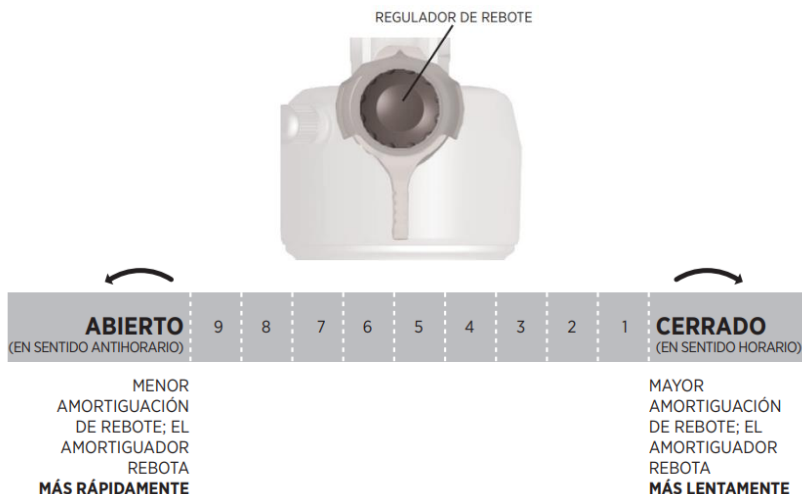 REGULADOR DE REBOTE
ABIERTO
(EN SENTIDO ANTIHORARIO)
9 8 7 6 5 4 3 2 1
CERRADO
(EN SENTIDO HORARIO)
MENOR
AMORTIGUACIÓN
DE REBOTE; EL
AMORTIGUADOR
REBOTA
MÁS RÁPIDAMENTE
MAYOR
AMORTIGUACIÓN
DE REBOTE; EL
AMORTIGUADOR
REBOTA
MÁS LENTAMENTE